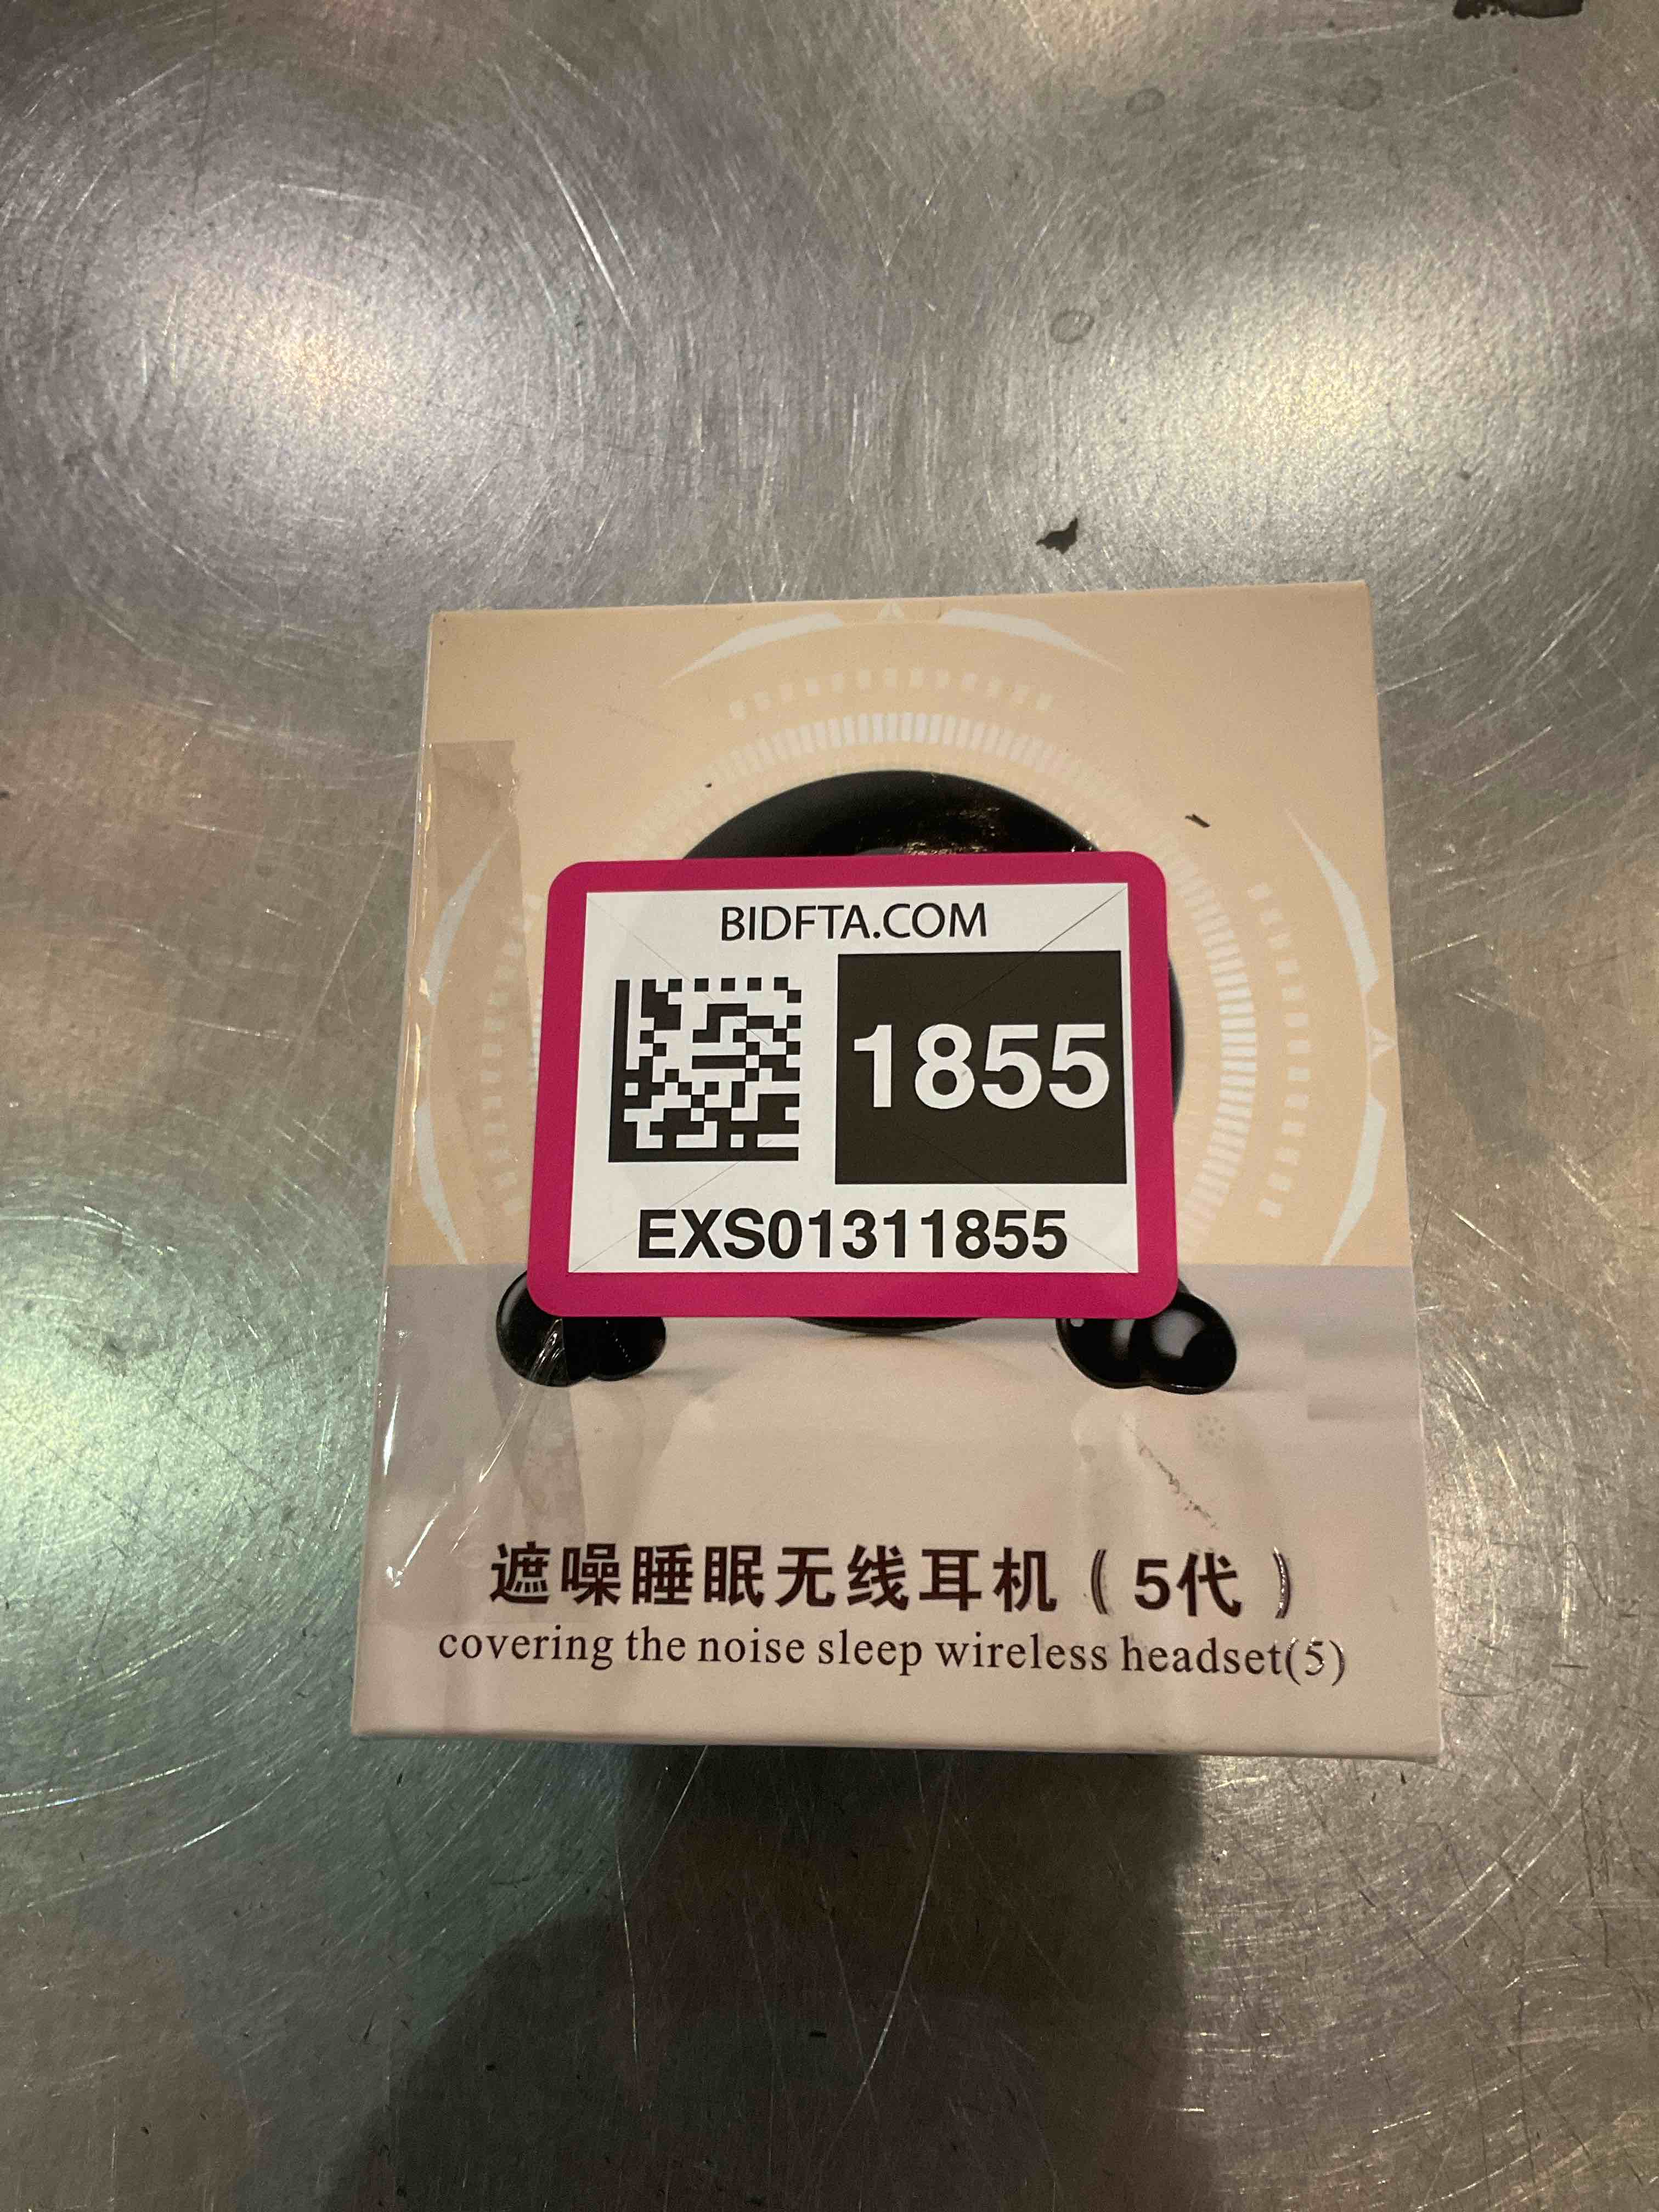 BIDFTA.COM
1855
EXS01311855
遮噪睡眠无线耳机（5代）
covering the noise sleep wireless headset(5)